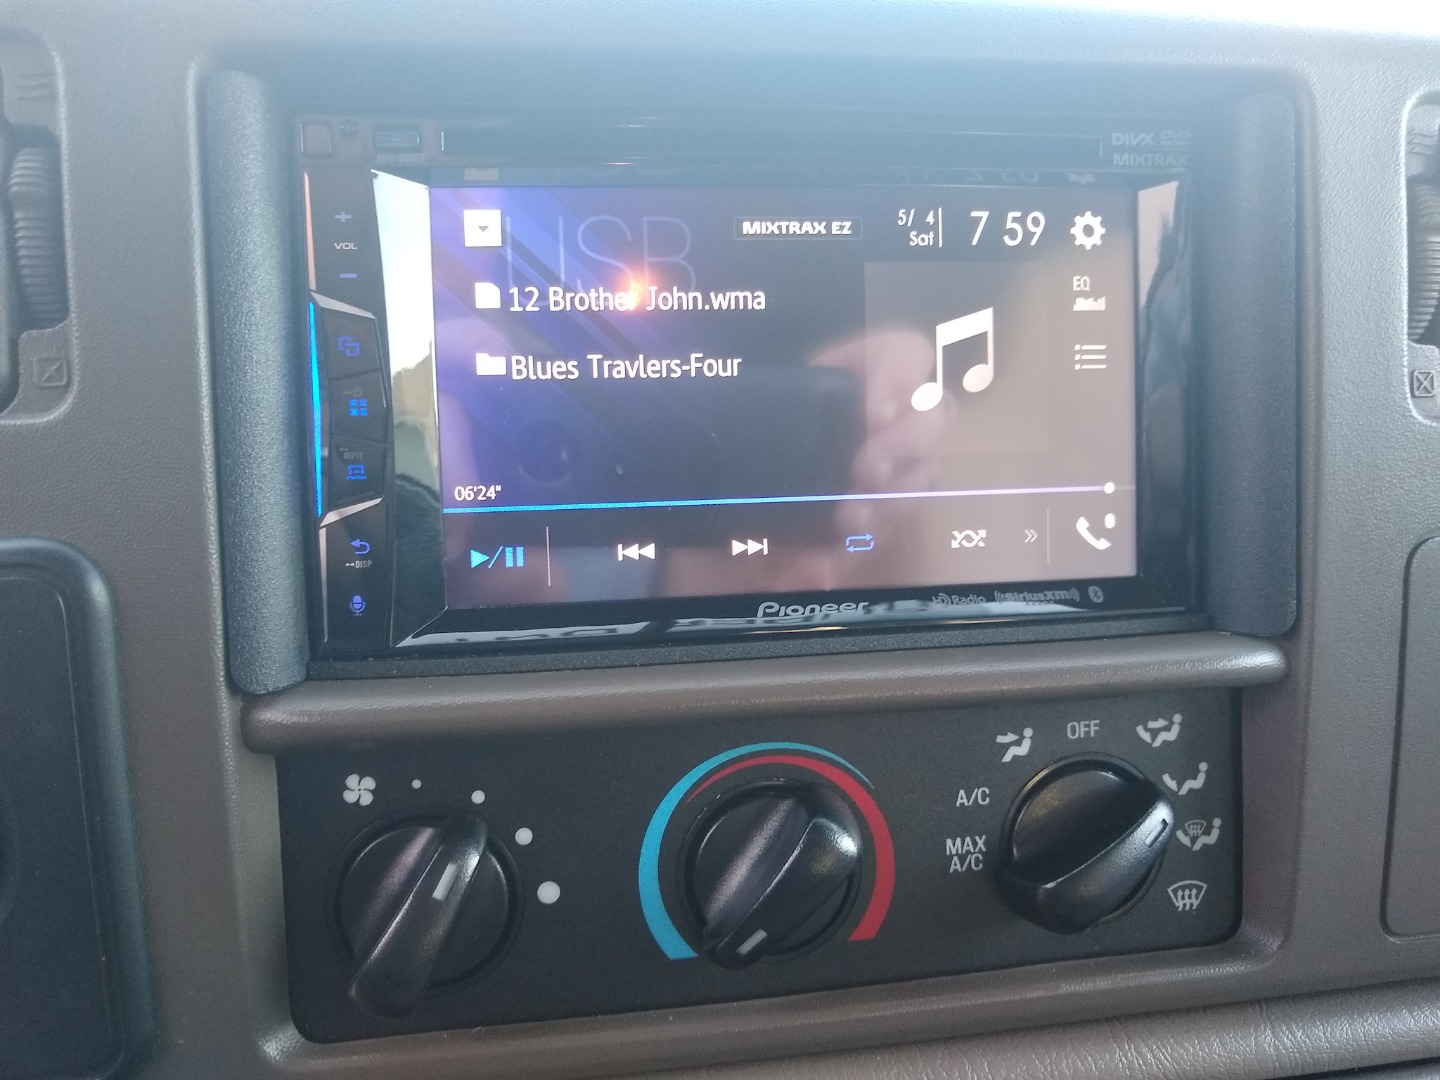 DIVX
MIXTRAX
VOL
USB
MIXTRAX EZ
5/ 4
Sat
7 59
12 Brother John.wma
EQ
Blues Travlers-Four
MUTE
06'24"
DISP
Pioneer
HD Radio
SiriusXM
OFF
A/C
MAX
A/C